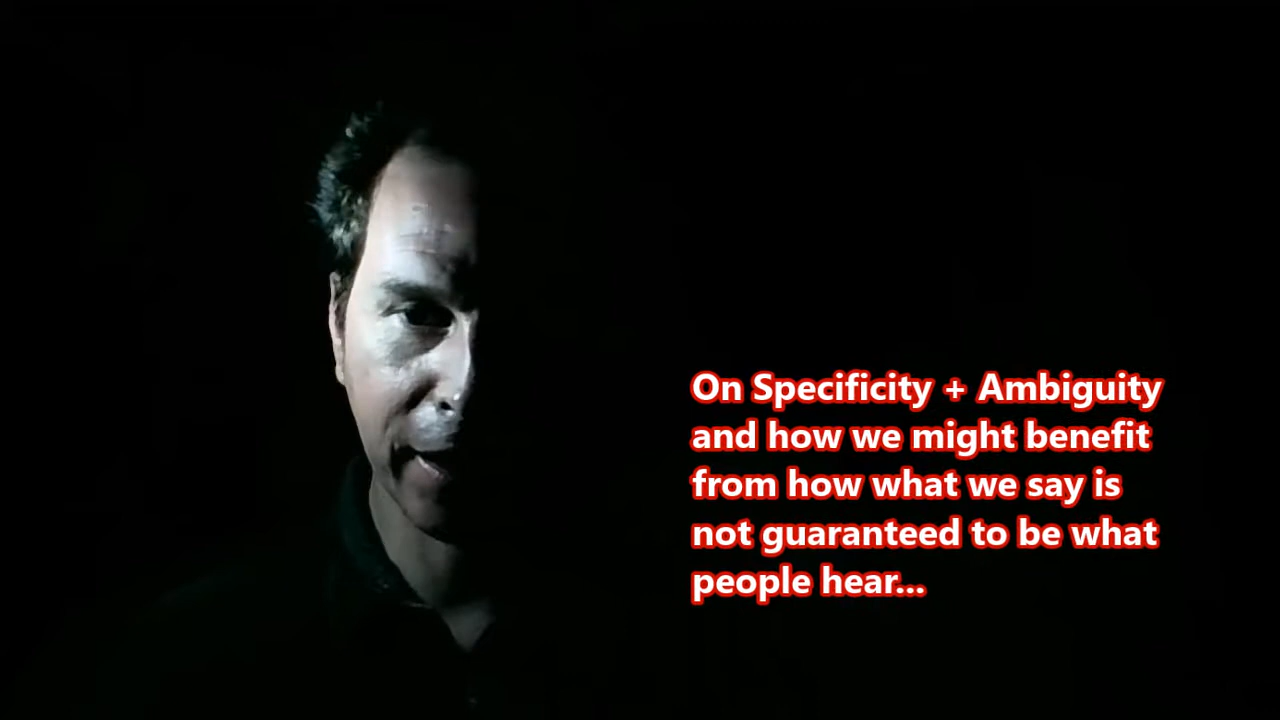 On Specificity + Ambiguity
and how we might benefit
from how what we say is
not guaranteed to be what
people hear...